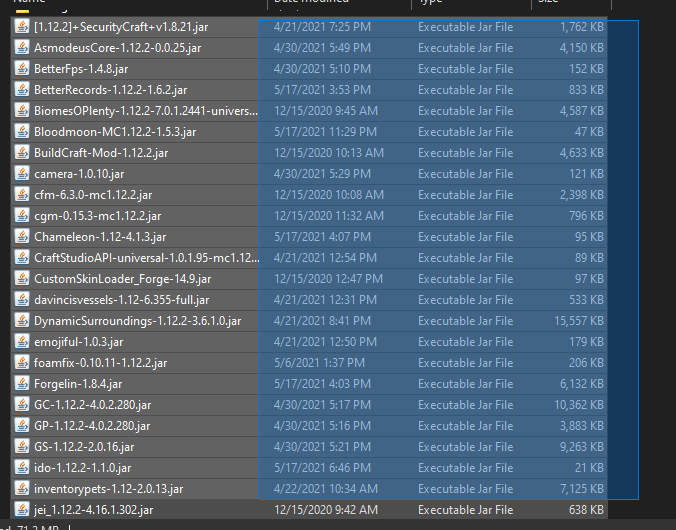 Name Date modified Type Size
[1.12.2]+SecurityCraft+v1.8.21.jar 4/21/2021 7:25 PM Executable Jar File 1,762 KB
AsmodeusCore-1.12.2-0.0.25.jar 4/30/2021 5:49 PM Executable Jar File 4,150 KB
BetterFps-1.4.8.jar 4/30/2021 5:10 PM Executable Jar File 152 KB
BetterRecords-1.12.2-1.6.2.jar 5/17/2021 3:53 PM Executable Jar File 833 KB
BiomesOPlenty-1.12.2-7.0.1.2441-univers... 12/15/2020 9:45 AM Executable Jar File 4,587 KB
Bloodmoon-MC1.12.2-1.5.3.jar 5/17/2021 11:29 PM Executable Jar File 47 KB
BuildCraft-Mod-1.12.2.jar 12/15/2020 10:13 AM Executable Jar File 4,633 KB
camera-1.0.10.jar 4/30/2021 5:29 PM Executable Jar File 121 KB
cfm-6.3.0-mc1.12.2.jar 12/15/2020 10:08 AM Executable Jar File 2,398 KB
cgm-0.15.3-mc1.12.2.jar 12/15/2020 11:32 AM Executable Jar File 796 KB
Chameleon-1.12-4.1.3.jar 5/17/2021 4:07 PM Executable Jar File 95 KB
CraftStudioAPI-universal-1.0.1.95-mc1.12... 4/21/2021 12:54 PM Executable Jar File 89 KB
CustomSkinLoader_Forge-14.9.jar 12/15/2020 12:47 PM Executable Jar File 97 KB
davincisvessels-1.12-6.355-full.jar 4/21/2021 12:31 PM Executable Jar File 533 KB
DynamicSurroundings-1.12.2-3.6.1.0.jar 4/21/2021 8:41 PM Executable Jar File 15,557 KB
emojiful-1.0.3.jar 4/21/2021 12:50 PM Executable Jar File 179 KB
foamfix-0.10.11-1.12.2.jar 5/6/2021 1:37 PM Executable Jar File 206 KB
Forgelin-1.8.4.jar 5/17/2021 4:03 PM Executable Jar File 6,132 KB
GC-1.12.2-4.0.2.280.jar 4/30/2021 5:17 PM Executable Jar File 10,362 KB
GP-1.12.2-4.0.2.280.jar 4/30/2021 5:16 PM Executable Jar File 3,883 KB
GS-1.12.2-2.0.16.jar 4/30/2021 5:21 PM Executable Jar File 9,263 KB
ido-1.12.2-1.1.0.jar 5/17/2021 6:46 PM Executable Jar File 21 KB
inventorypets-1.12-2.0.13.jar 4/22/2021 10:34 AM Executable Jar File 7,125 KB
jei_1.12.2-4.16.1.302.jar 12/15/2020 9:42 AM Executable Jar File 638 KB
71.2 MB